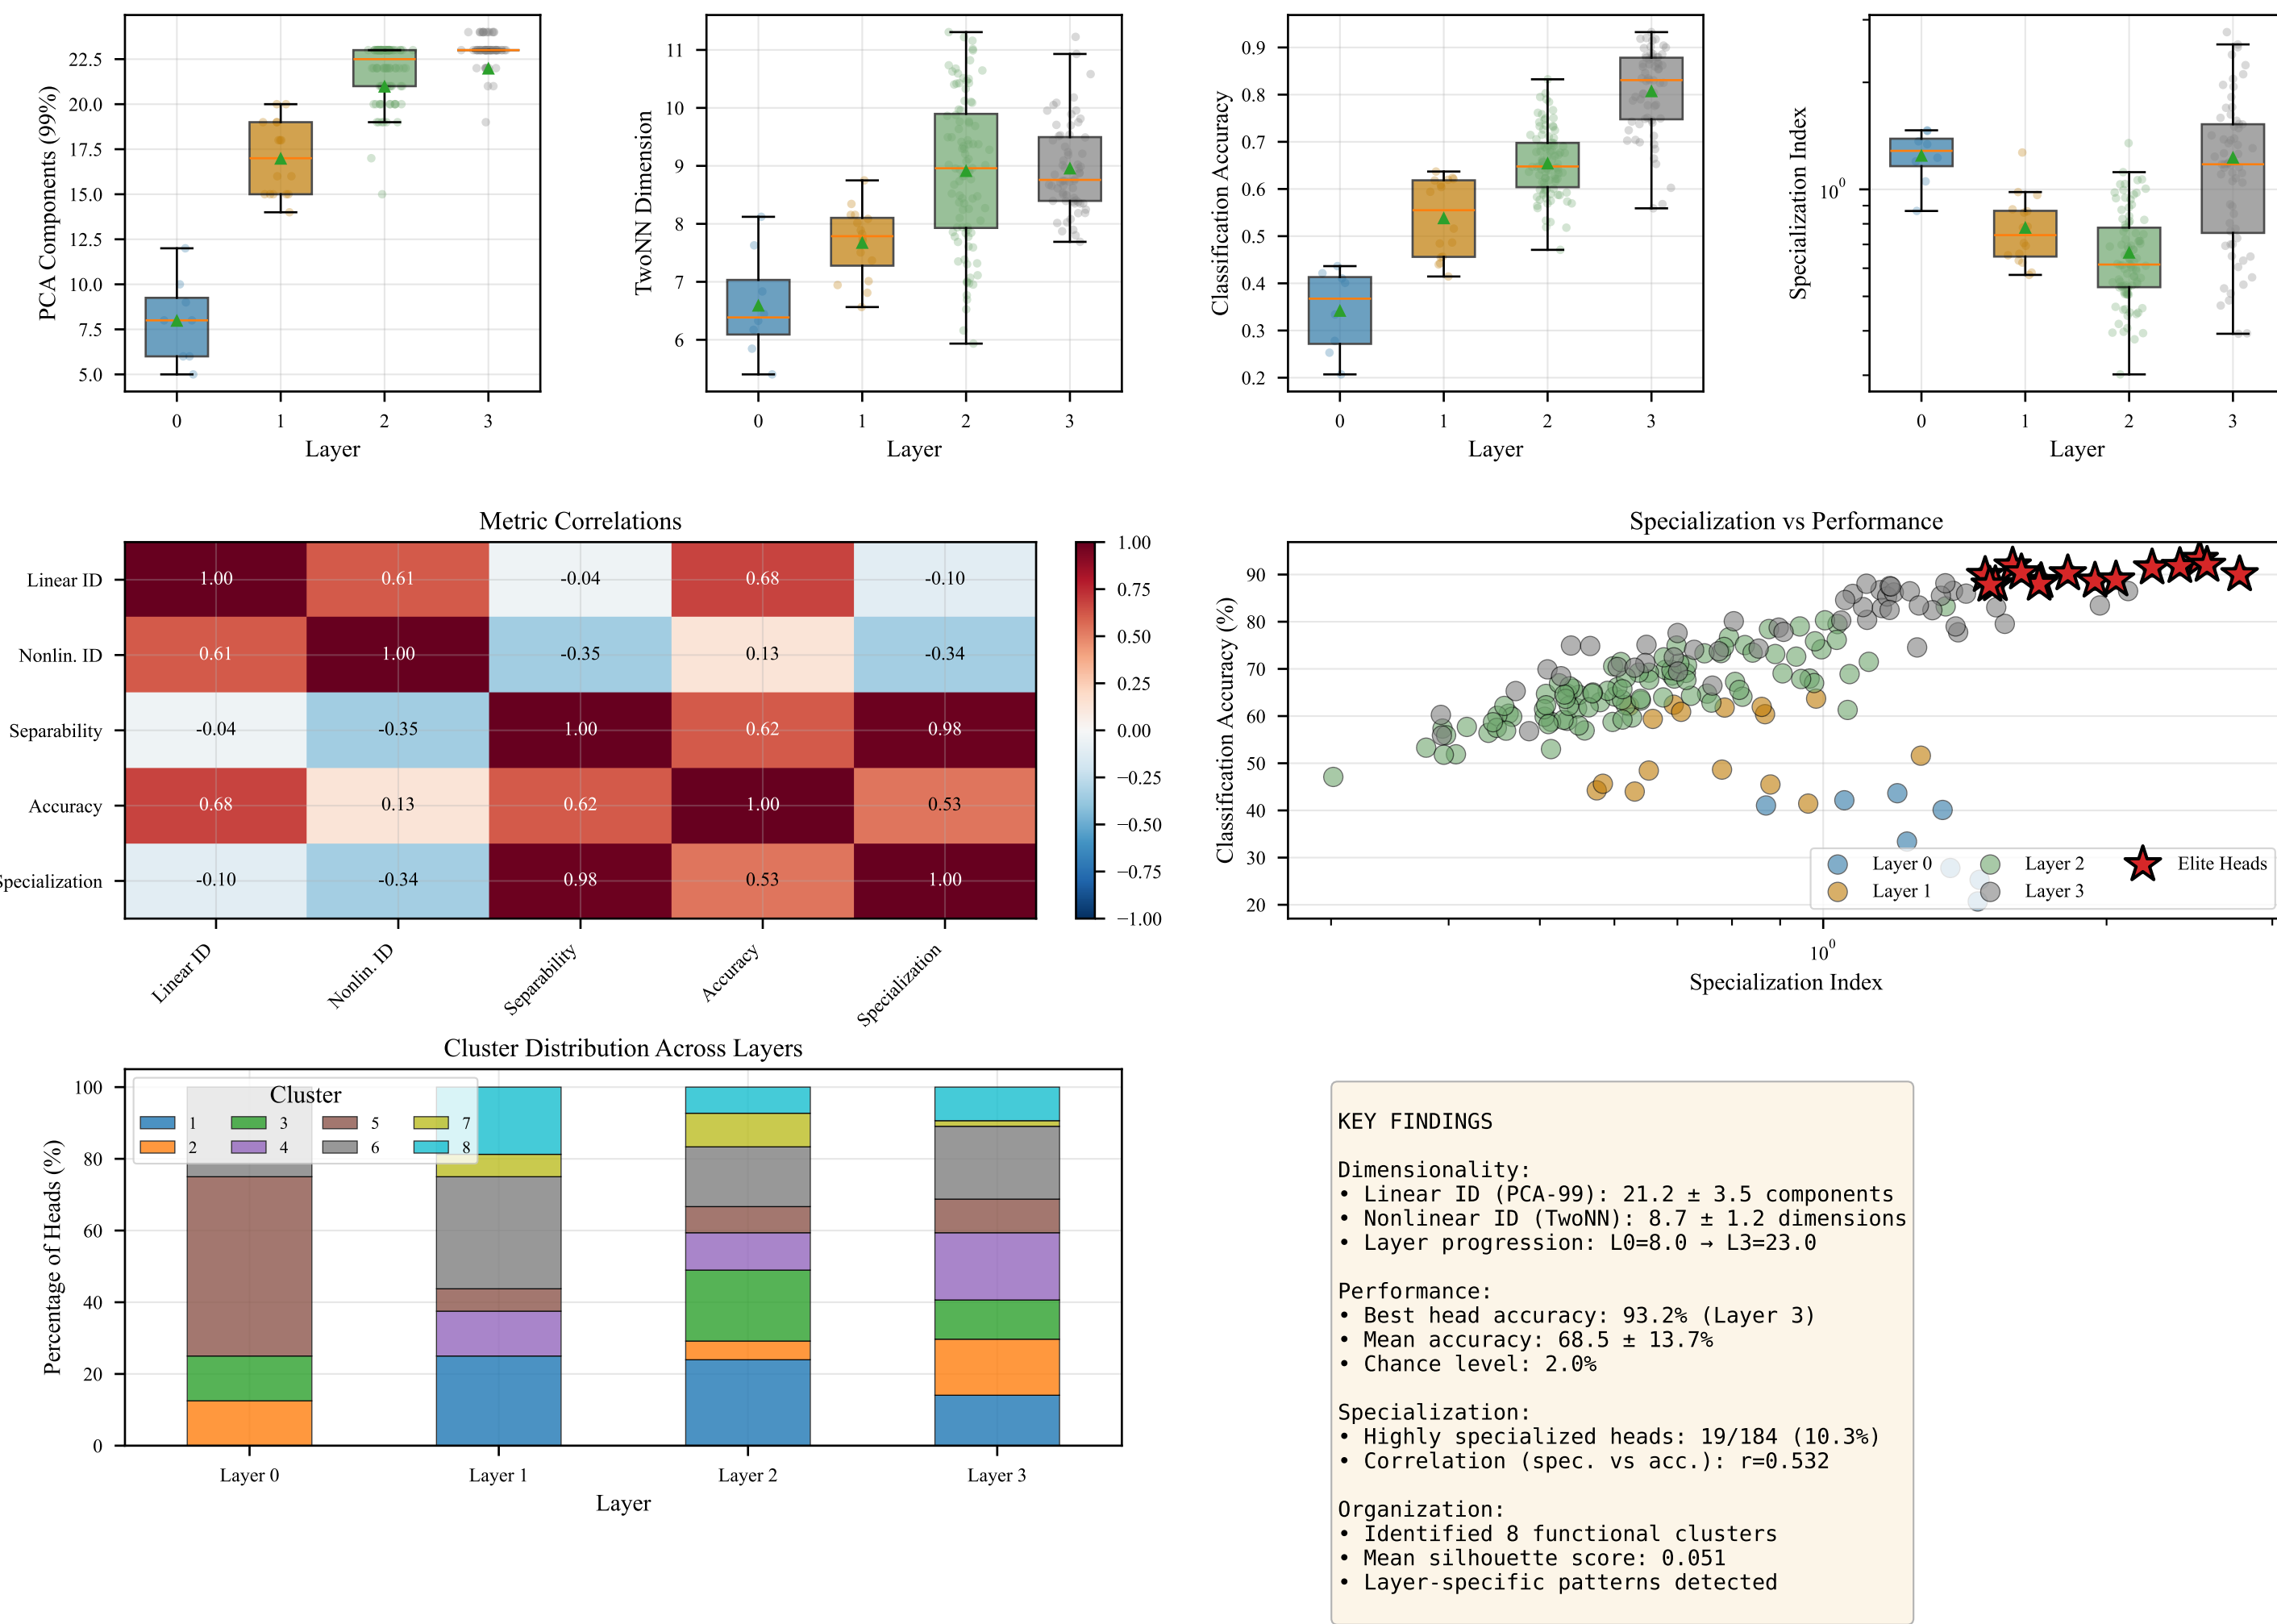 PCA Components (99%)
22.5
20.0
17.5
15.0
12.5
10.0
7.5
5.0
0 1 2 3
Layer
TwoNN Dimension
11
10
9
8
7
6
0 1 2 3
Layer
Classification Accuracy
0.9
0.8
0.7
0.6
0.5
0.4
0.3
0.2
0 1 2 3
Layer
Specialization Index
10^0
0 1 2 3
Layer
Metric Correlations
Linear ID 1.00 0.61 -0.04 0.68 -0.10
Nonlin. ID 0.61 1.00 -0.35 0.13 -0.34
Separability -0.04 -0.35 1.00 0.62 0.98
Accuracy 0.68 0.13 0.62 1.00 0.53
Specialization -0.10 -0.34 0.98 0.53 1.00
Linear ID Nonlin. ID Separability Accuracy Specialization
1.00
0.75
0.50
0.25
0.00
−0.25
−0.50
−0.75
−1.00
Specialization vs Performance
Classification Accuracy (%)
90
80
70
60
50
40
30
20
Layer 0 Layer 2 Elite Heads
Layer 1 Layer 3
10^0
Specialization Index
Cluster Distribution Across Layers
Percentage of Heads (%)
100
80
60
40
20
0
Cluster
1 3 5 7
2 4 6 8
Layer 0 Layer 1 Layer 2 Layer 3
Layer
KEY FINDINGS
Dimensionality:
• Linear ID (PCA-99): 21.2 ± 3.5 components
• Nonlinear ID (TwoNN): 8.7 ± 1.2 dimensions
• Layer progression: L0=8.0 → L3=23.0
Performance:
• Best head accuracy: 93.2% (Layer 3)
• Mean accuracy: 68.5 ± 13.7%
• Chance level: 2.0%
Specialization:
• Highly specialized heads: 19/184 (10.3%)
• Correlation (spec. vs acc.): r=0.532
Organization:
• Identified 8 functional clusters
• Mean silhouette score: 0.051
• Layer-specific patterns detected